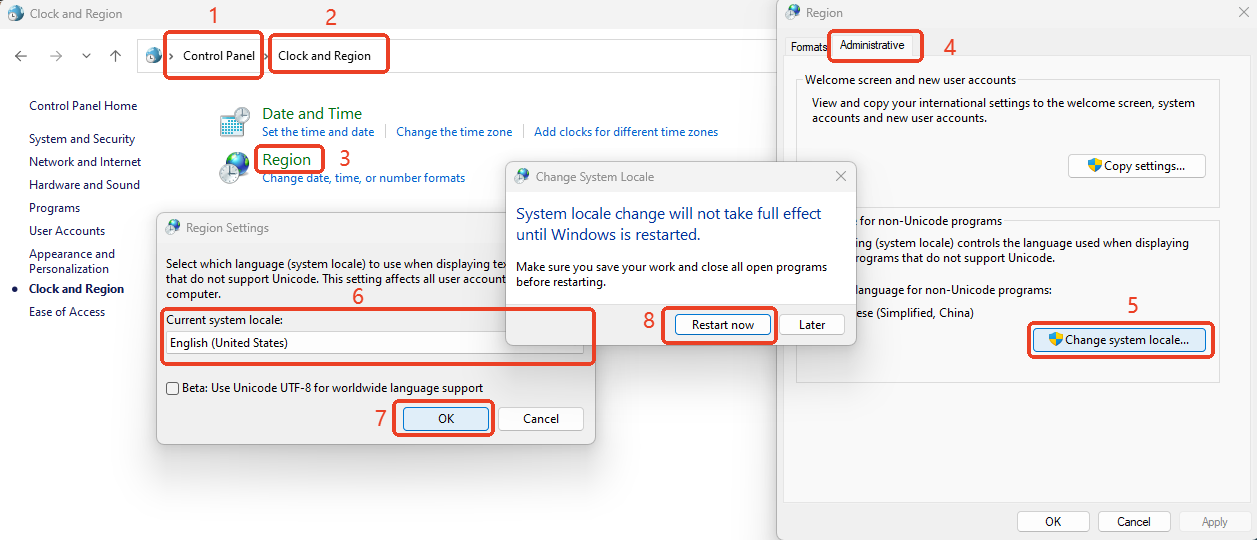 Clock and Region
1
2
Control Panel
Clock and Region
Control Panel Home
System and Security
Network and Internet
Hardware and Sound
Programs
User Accounts
Appearance and
Personalization
Clock and Region
Ease of Access
Date and Time
Set the time and date
Change the time zone
Add clocks for different time zones
Region
3
Change date, time, or number formats
Region Settings
Select which language (system locale) to use when displaying te
that do not support Unicode. This setting affects all user account
computer.
6
Current system locale:
English (United States)
Beta: Use Unicode UTF-8 for worldwide language support
7
OK
Cancel
Change System Locale
System locale change will not take full effect
until Windows is restarted.
Make sure you save your work and close all open programs
before restarting.
8
Restart now
Later
Region
Formats
Administrative
4
Welcome screen and new user accounts
View and copy your international settings to the welcome screen, system
accounts and new user accounts.
Copy settings...
e for non-Unicode programs
ing (system locale) controls the language used when displaying
rograms that do not support Unicode.
language for non-Unicode programs:
5
ese (Simplified, China)
Change system locale...
OK
Cancel
Apply